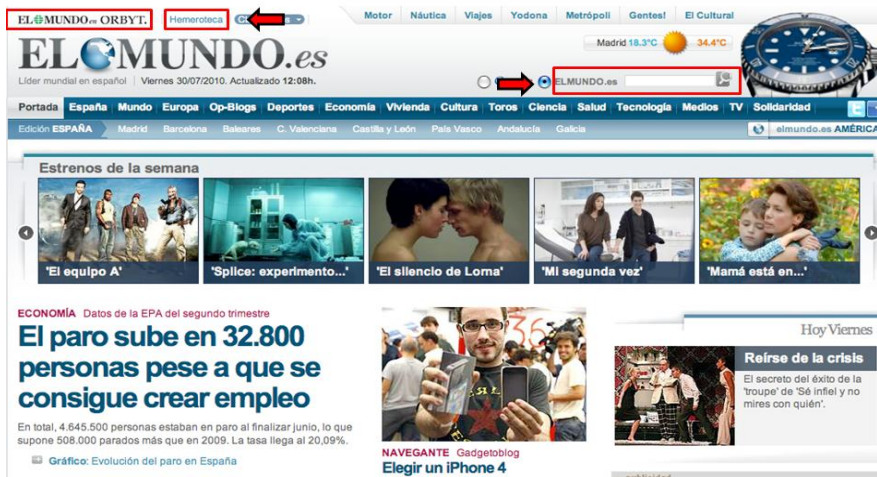 EL MUNDO.es ORBYT. Hemeroteca
Motor Náutica Viajes Yodona Metrópoli Gentes! El Cultural
EL MUNDO.es
Madrid 18.3°C 34.4°C
Líder mundial en español Viernes 30/07/2010. Actualizado 12:08h.
ELMUNDO.es
Portada España Mundo Europa Op-Blogs Deportes Economía Vivienda Cultura Toros Ciencia Salud Tecnología Medios TV Solidaridad
Edición ESPAÑA Madrid Barcelona Baleares C. Valenciana Castilla y León País Vasco Andalucía Galicia elmundo.es AMÉRICA
Estrenos de la semana
'El equipo A' 'Splice: experimento...' 'El silencio de Lorna' 'Mi segunda vez' 'Mamá está en...'
ECONOMÍA Datos de la EPA del segundo trimestre
El paro sube en 32.800
personas pese a que se
consigue crear empleo
En total, 4.645.500 personas estaban en paro al finalizar junio, lo que
supone 508.000 parados más que en 2009. La tasa llega al 20,09%.
Gráfico: Evolución del paro en España
NAVEGANTE Gadgetoblog
Elegir un iPhone 4
Hoy Viernes
Reírse de la crisis
El secreto del éxito de la
'troupe' de 'Sé infiel y no
mires con quién'.
publicidad